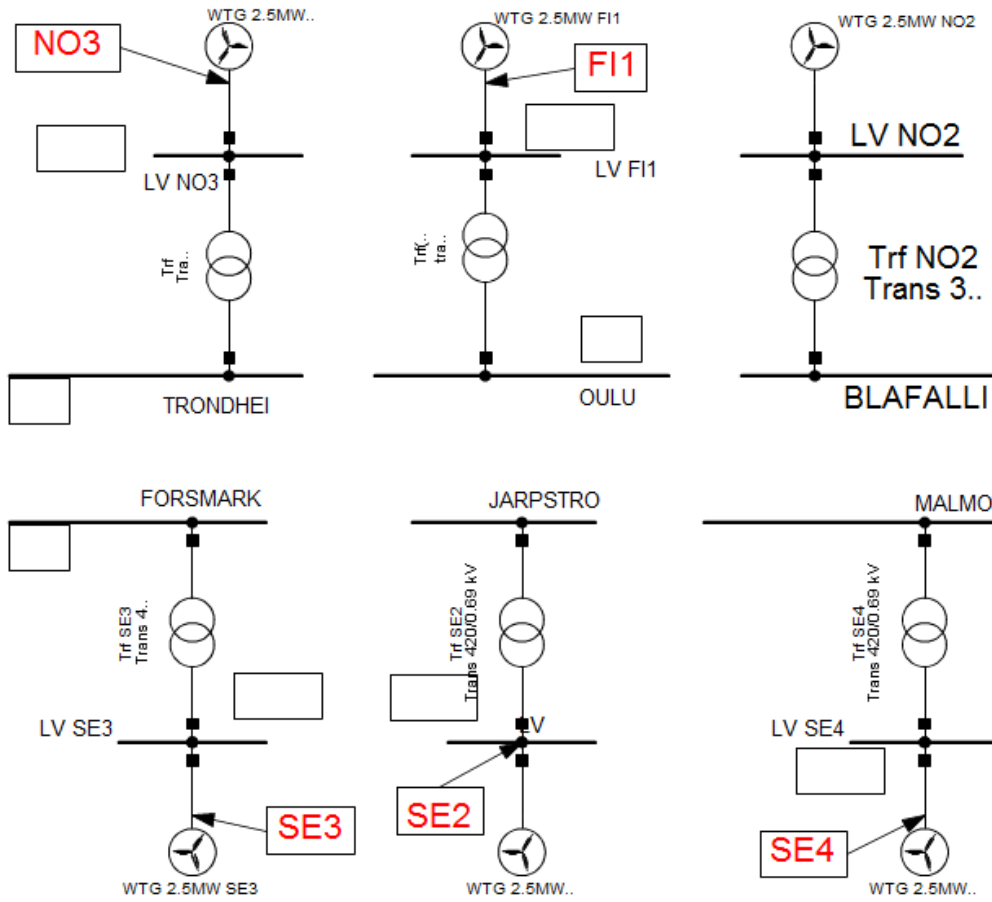 WTG 2.5MW..
NO3
LV NO3
Trf
Tra..
TRONDHEI
WTG 2.5MW FI1
FI1
LV FI1
Trf(..
tra..
OULU
WTG 2.5MW NO2
LV NO2
Trf NO2
Trans 3..
BLAFALLI
FORSMARK
Trf SE3
Trans 4..
LV SE3
SE3
WTG 2.5MW SE3
JARPSTRO
Trf SE2
Trans 420/0.69 kV
LV
SE2
WTG 2.5MW..
MALMO
Trf SE4
Trans 420/0.69 kV
LV SE4
SE4
WTG 2.5MW..